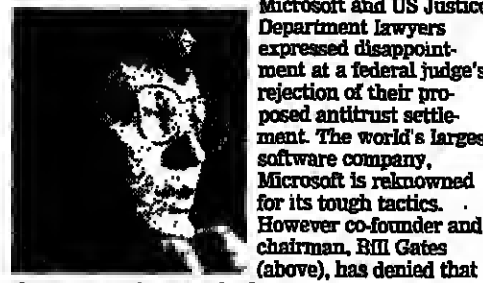 Microsoft and US Justice
Department lawyers
expressed disappoint-
ment at a federal judge's
rejection of their pro-
posed antitrust settle-
ment. The world's larges
software company,
Microsoft is reknowned
for its tough tactics.
However co-founder and
chairman, Bill Gates
(above), has denied that